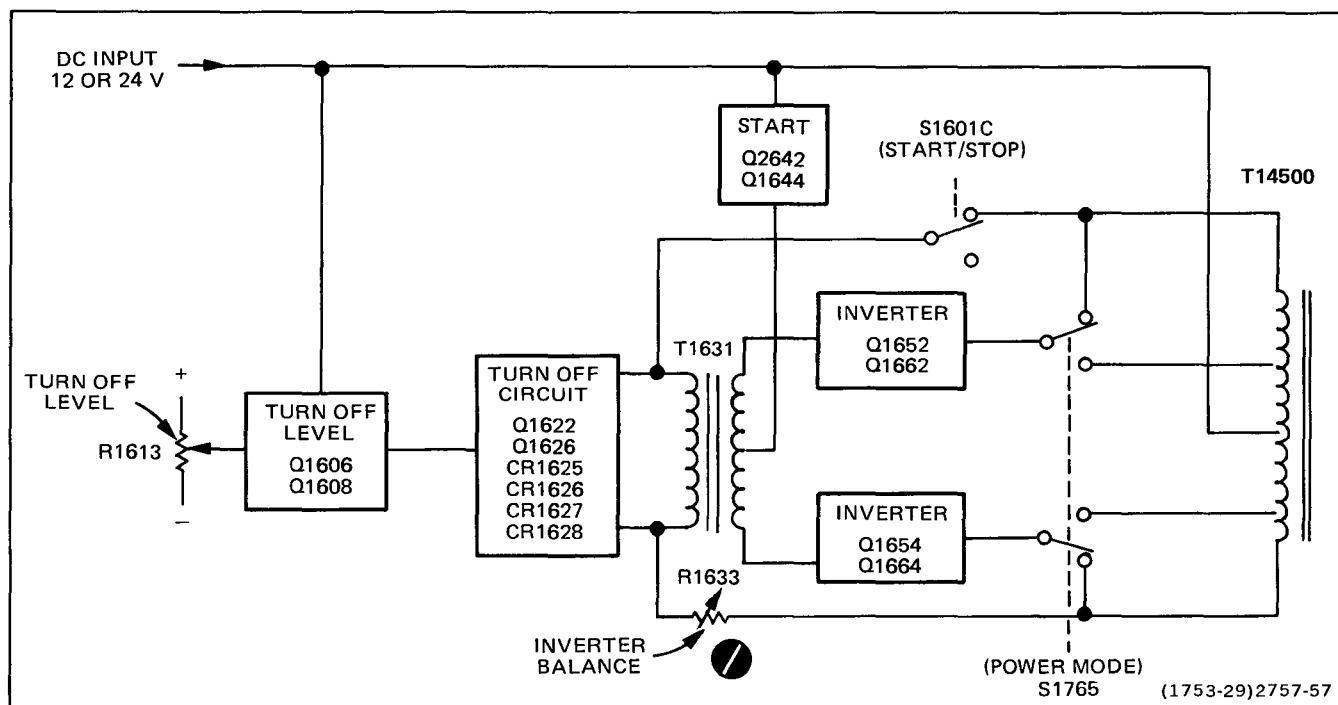 DC INPUT
12 OR 24 V
START
Q2642
Q1644
S1601C
(START/STOP)
T14500
INVERTER
Q1652
Q1662
T1631
TURN OFF
LEVEL
+
R1613
–
TURN OFF
LEVEL
Q1606
Q1608
TURN OFF
CIRCUIT
Q1622
Q1626
CR1625
CR1626
CR1627
CR1628
INVERTER
Q1654
Q1664
R1633
INVERTER
BALANCE
(POWER MODE)
S1765
(1753-29)2757-57